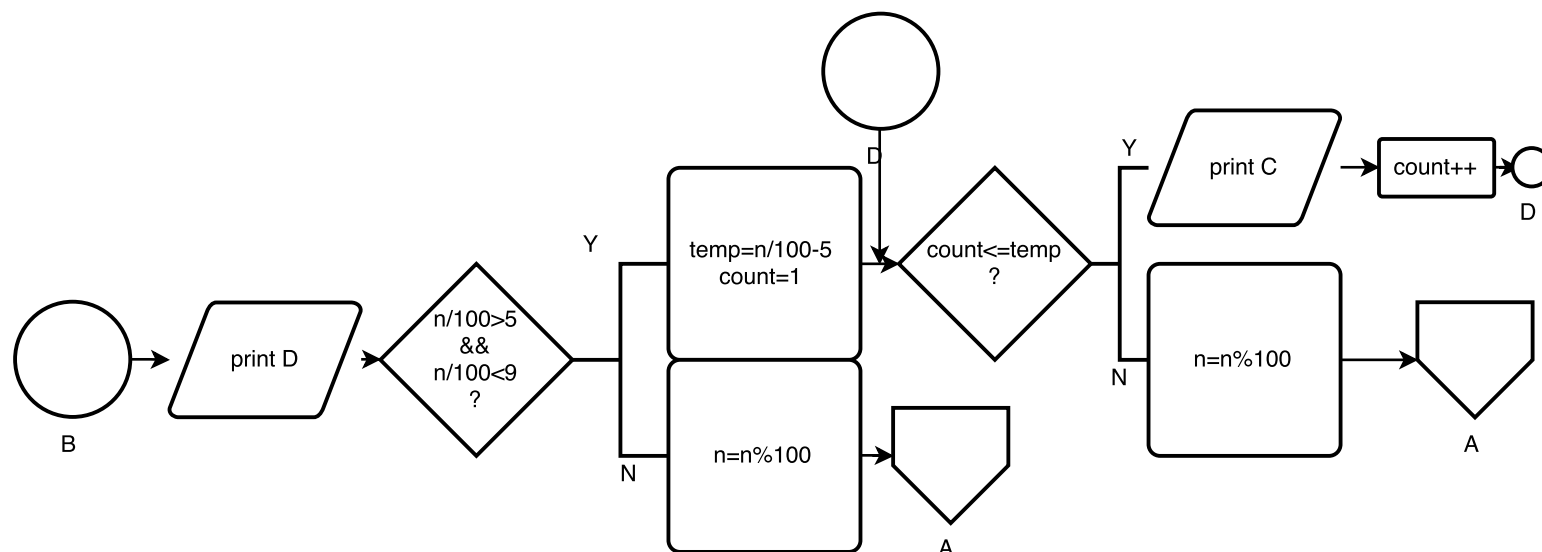 B
print D
n/100>5
&&
n/100<9
?
Y
N
temp=n/100-5
count=1
n=n%100
A
D
count<=temp
?
Y
N
print C
count++
D
n=n%100
A